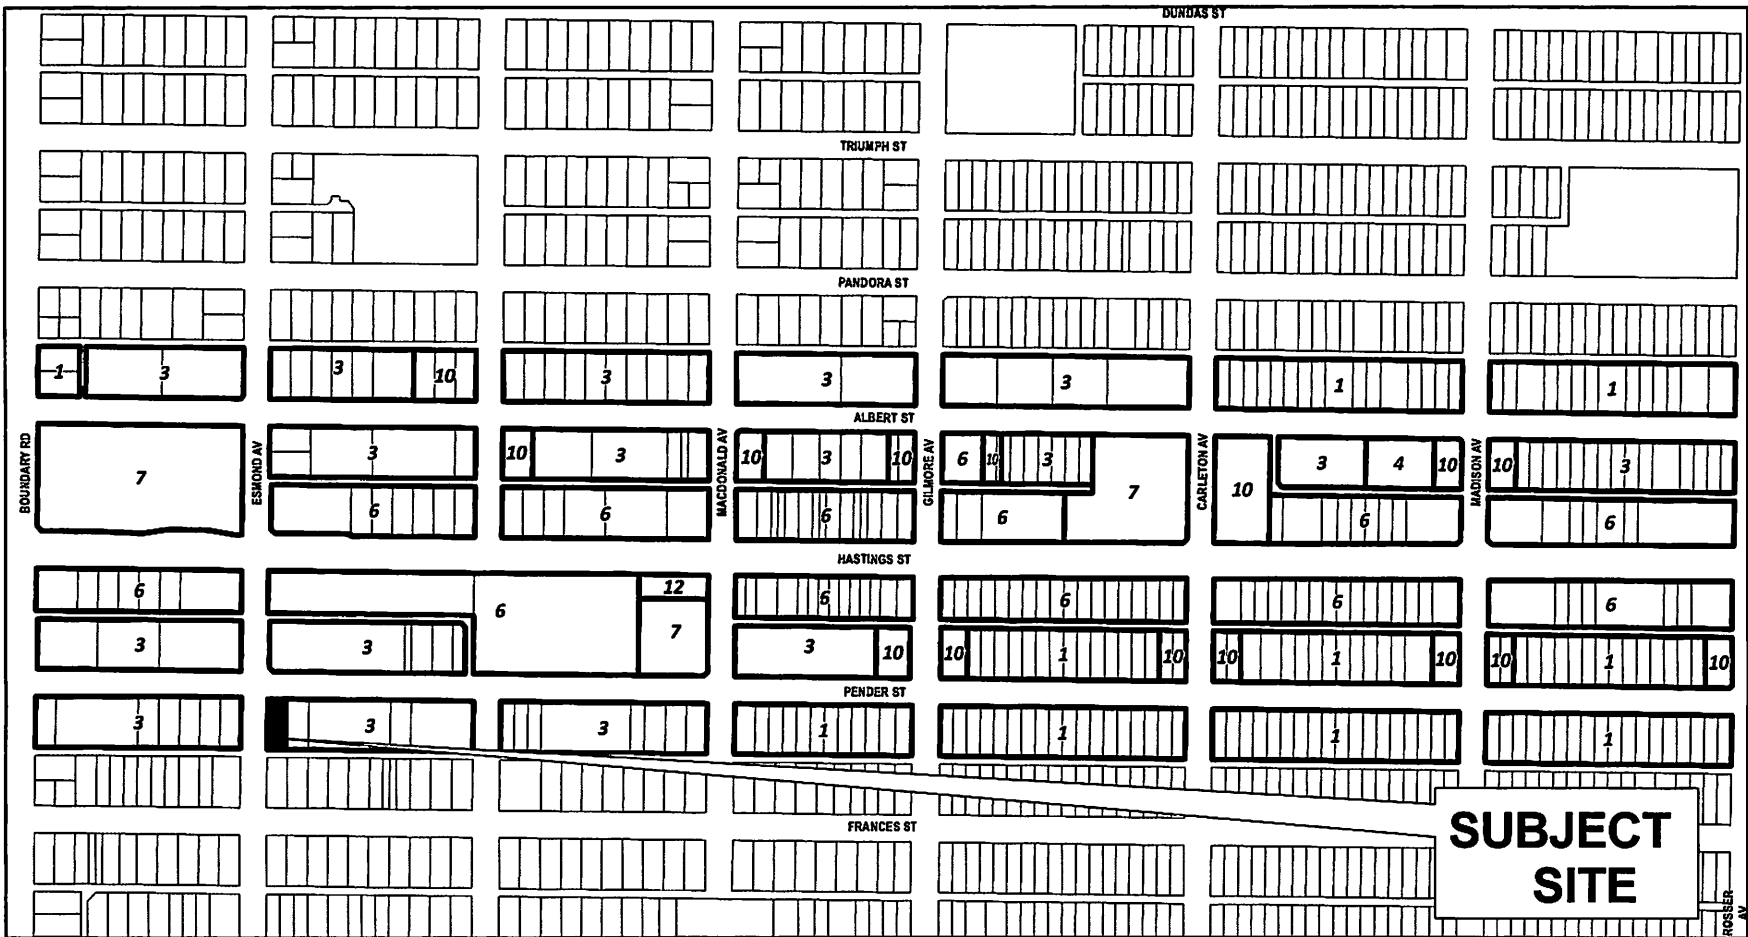 DUNDAS ST
TRIUMPH ST
PANDORA ST
1 3 3 10 3 3 3 1 1
ALBERT ST
BOUNDARY RD
ESMOND AV
MACDONALD AV
GILMORE AV
CARLETON AV
MADISON AV
7 3 10 3 10 3 10 6 10 3 7 10 3 4 10 10 3
6 6 6 6 6 6
HASTINGS ST
6 6 12 6 6 6 6
3 3 7 3 10 10 1 10 10 1 10 10 1 10
PENDER ST
3 3 3 1 1 1 1
FRANCES ST
SUBJECT
SITE
ROSSER
AV